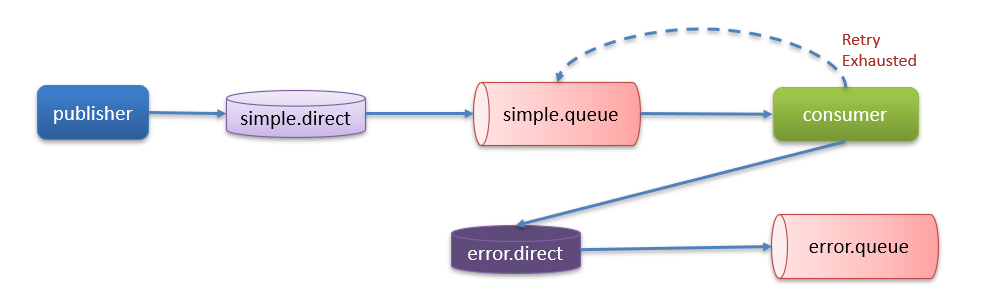 Retry
Exhausted
publisher
simple.direct
simple.queue
consumer
error.direct
error.queue